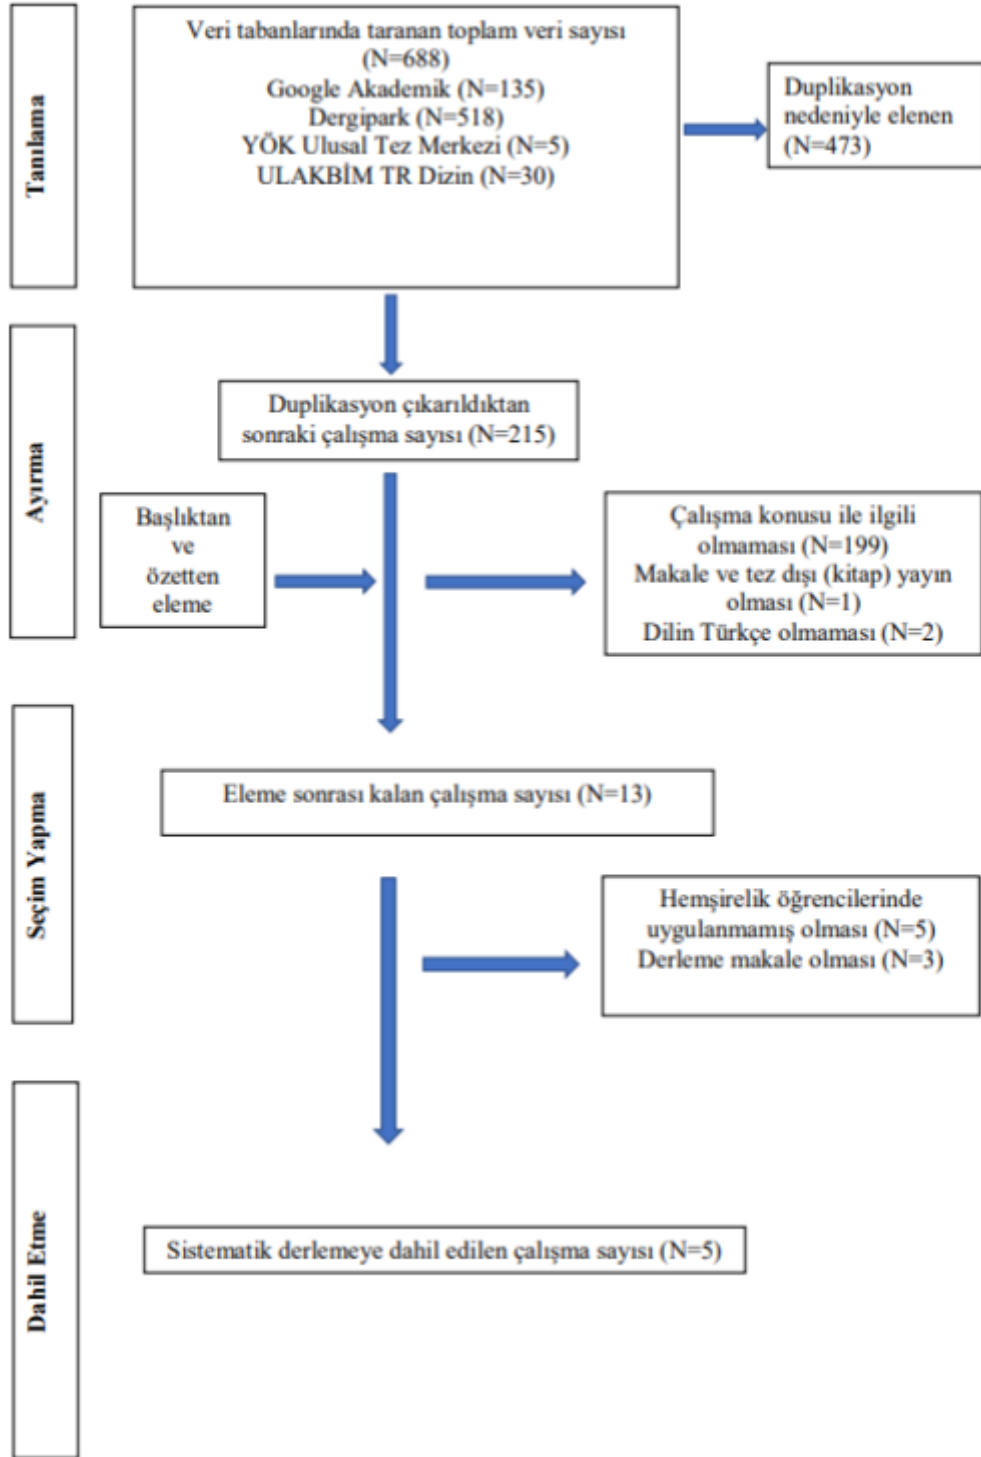 Tanılama
Veri tabanlarında taranan toplam veri sayısı
(N=688)
Google Akademik (N=135)
Dergipark (N=518)
YÖK Ulusal Tez Merkezi (N=5)
ULAKBİM TR Dizin (N=30)
Duplikasyon
nedeniyle elenen
(N=473)
Ayırma
Duplikasyon çıkarıldıktan
sonraki çalışma sayısı (N=215)
Başlıktan
ve
özetten
eleme
Çalışma konusu ile ilgili
olmaması (N=199)
Makale ve tez dışı (kitap) yayın
olması (N=1)
Dilin Türkçe olmaması (N=2)
Seçim Yapma
Eleme sonrası kalan çalışma sayısı (N=13)
Hemşirelik öğrencilerinde
uygulanmamış olması (N=5)
Derleme makale olması (N=3)
Dahil Etme
Sistematik derlemeye dahil edilen çalışma sayısı (N=5)